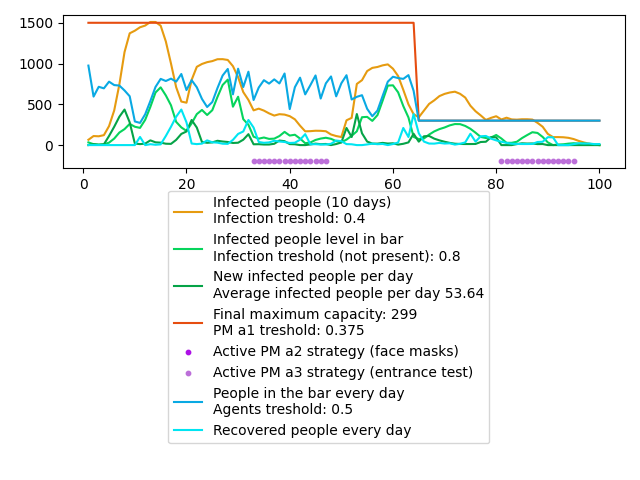 1500
1000
500
0
0 20 40 60 80 100
Infected people (10 days)
Infection treshold: 0.4
Infected people level in bar
Infection treshold (not present): 0.8
New infected people per day
Average infected people per day 53.64
Final maximum capacity: 299
PM a1 treshold: 0.375
Active PM a2 strategy (face masks)
Active PM a3 strategy (entrance test)
People in the bar every day
Agents treshold: 0.5
Recovered people every day